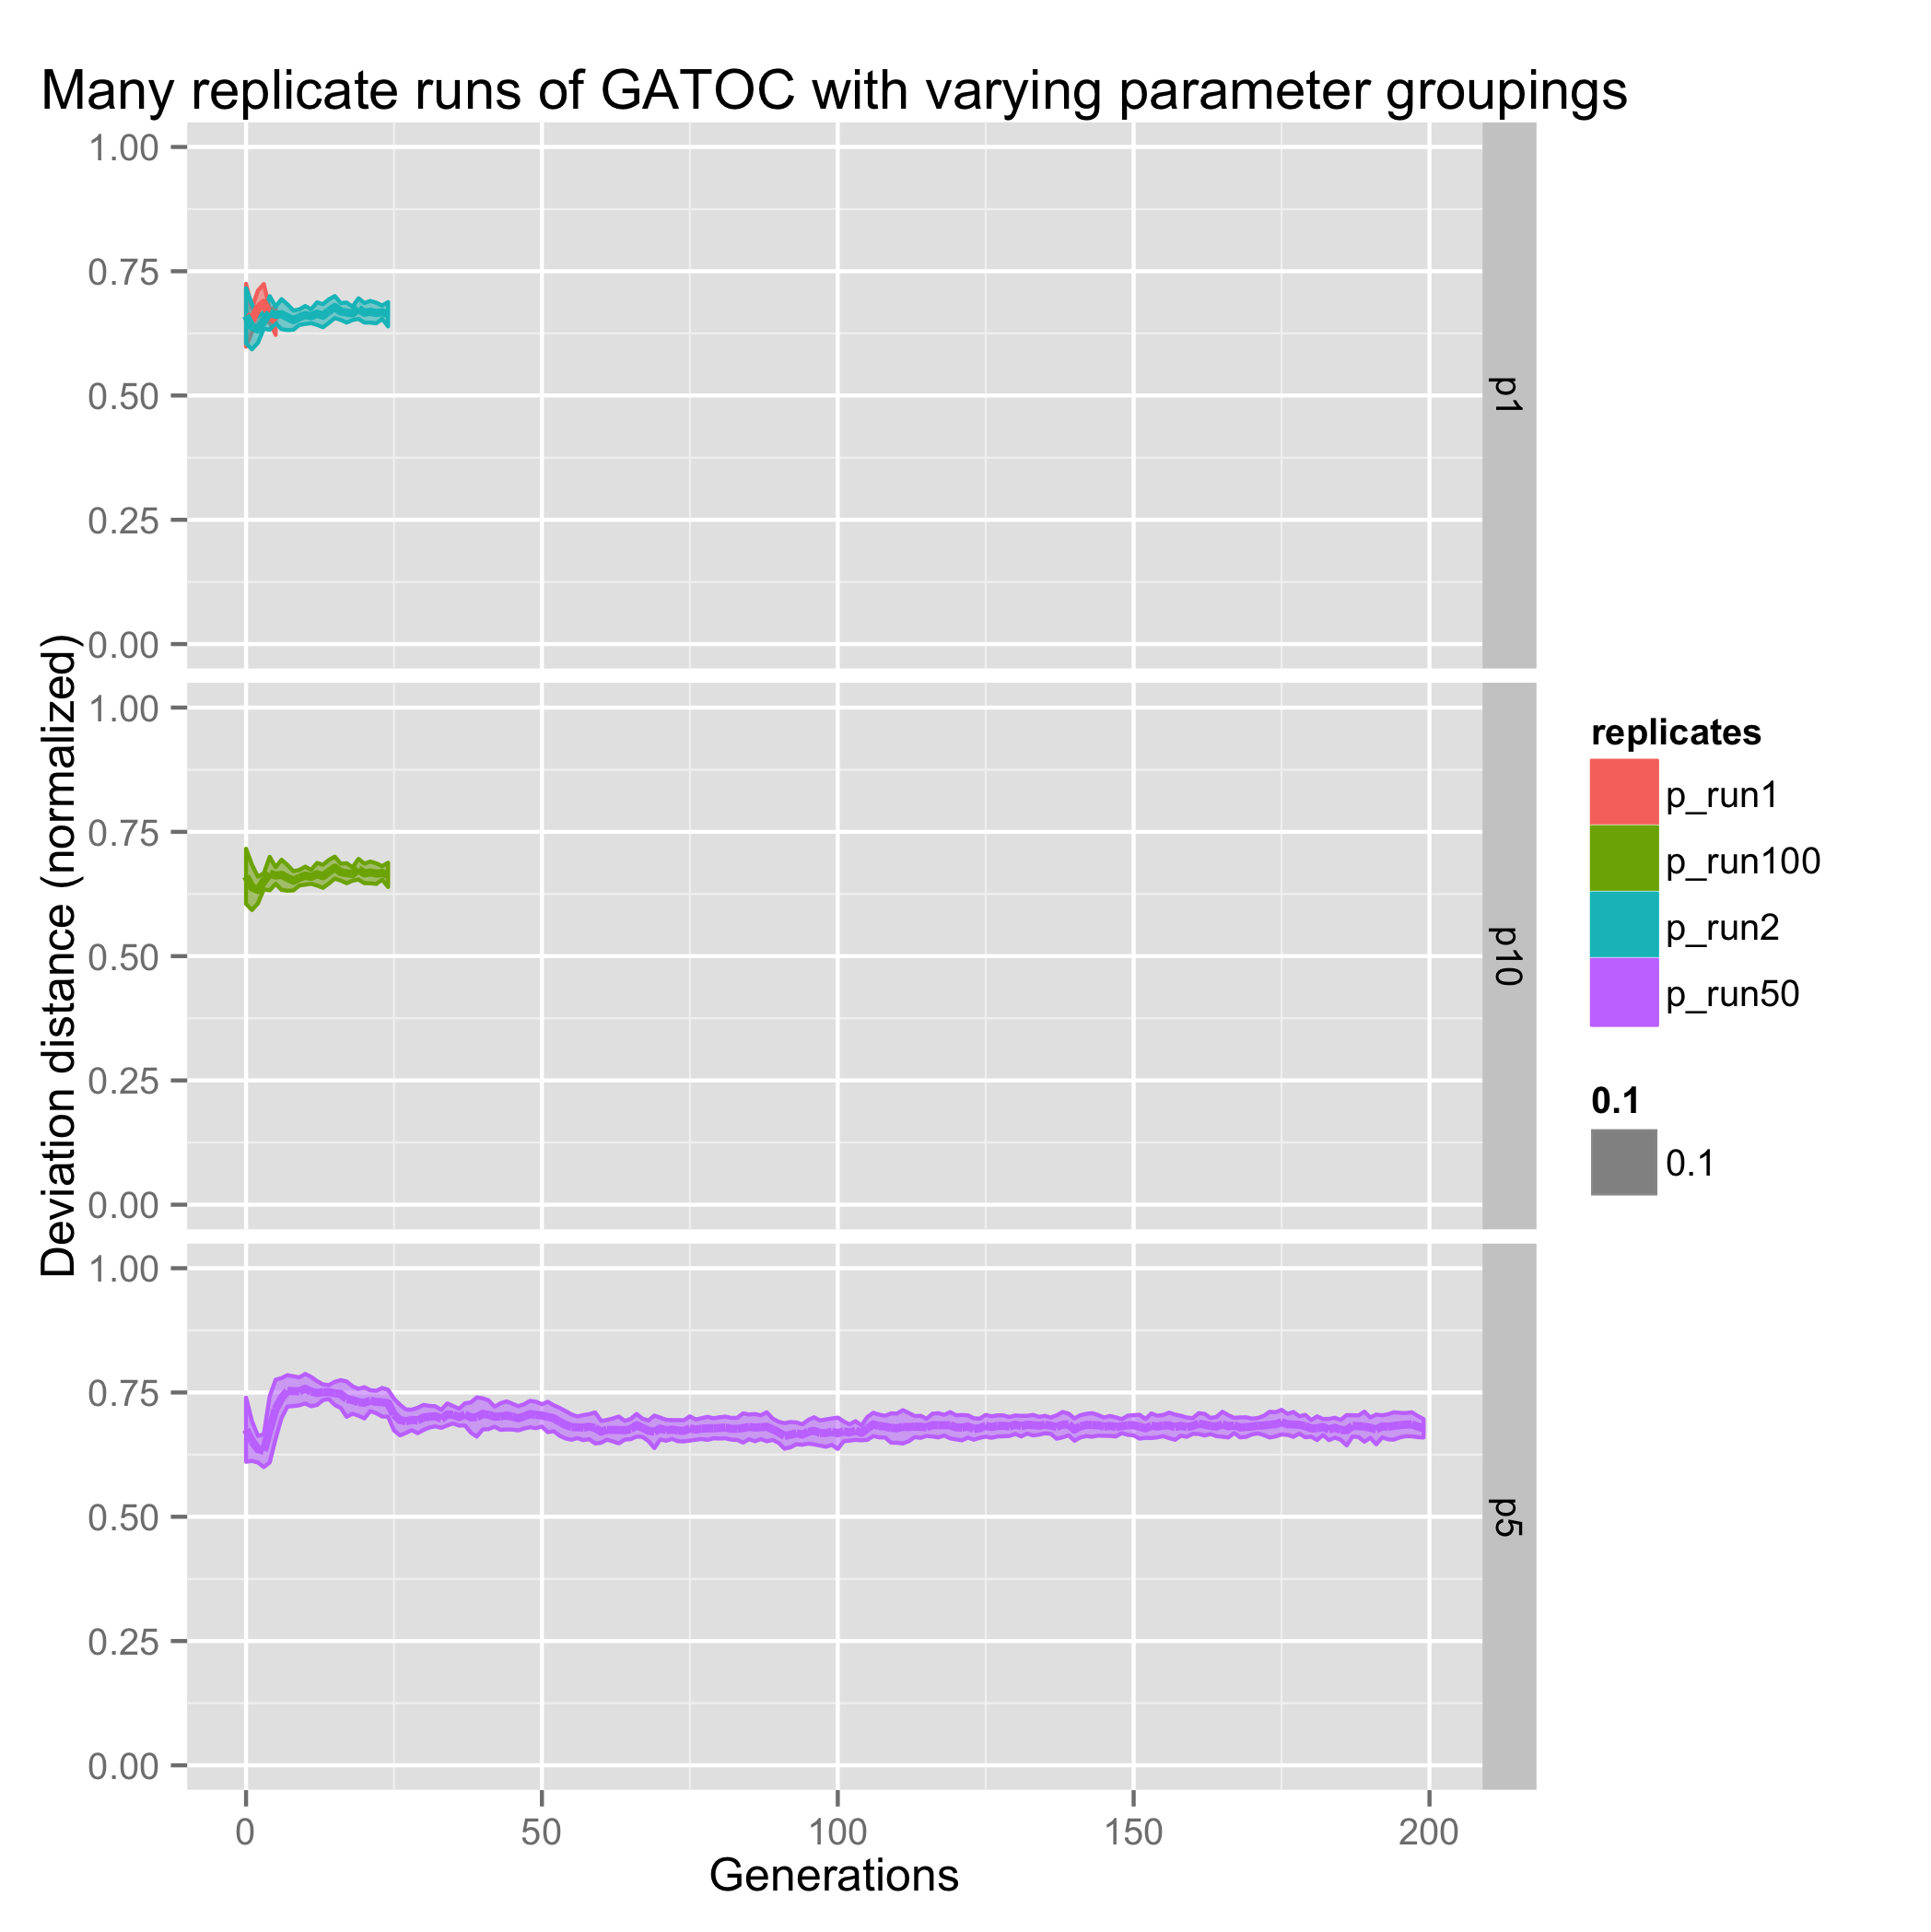 Many replicate runs of GATOC with varying parameter groupings
Deviation distance (normalized)
1.00
0.75
0.50
0.25
0.00
p1
1.00
0.75
0.50
0.25
0.00
p10
1.00
0.75
0.50
0.25
0.00
p5
0 50 100 150 200
Generations
replicates
p_run1
p_run100
p_run2
p_run50
0.1
0.1